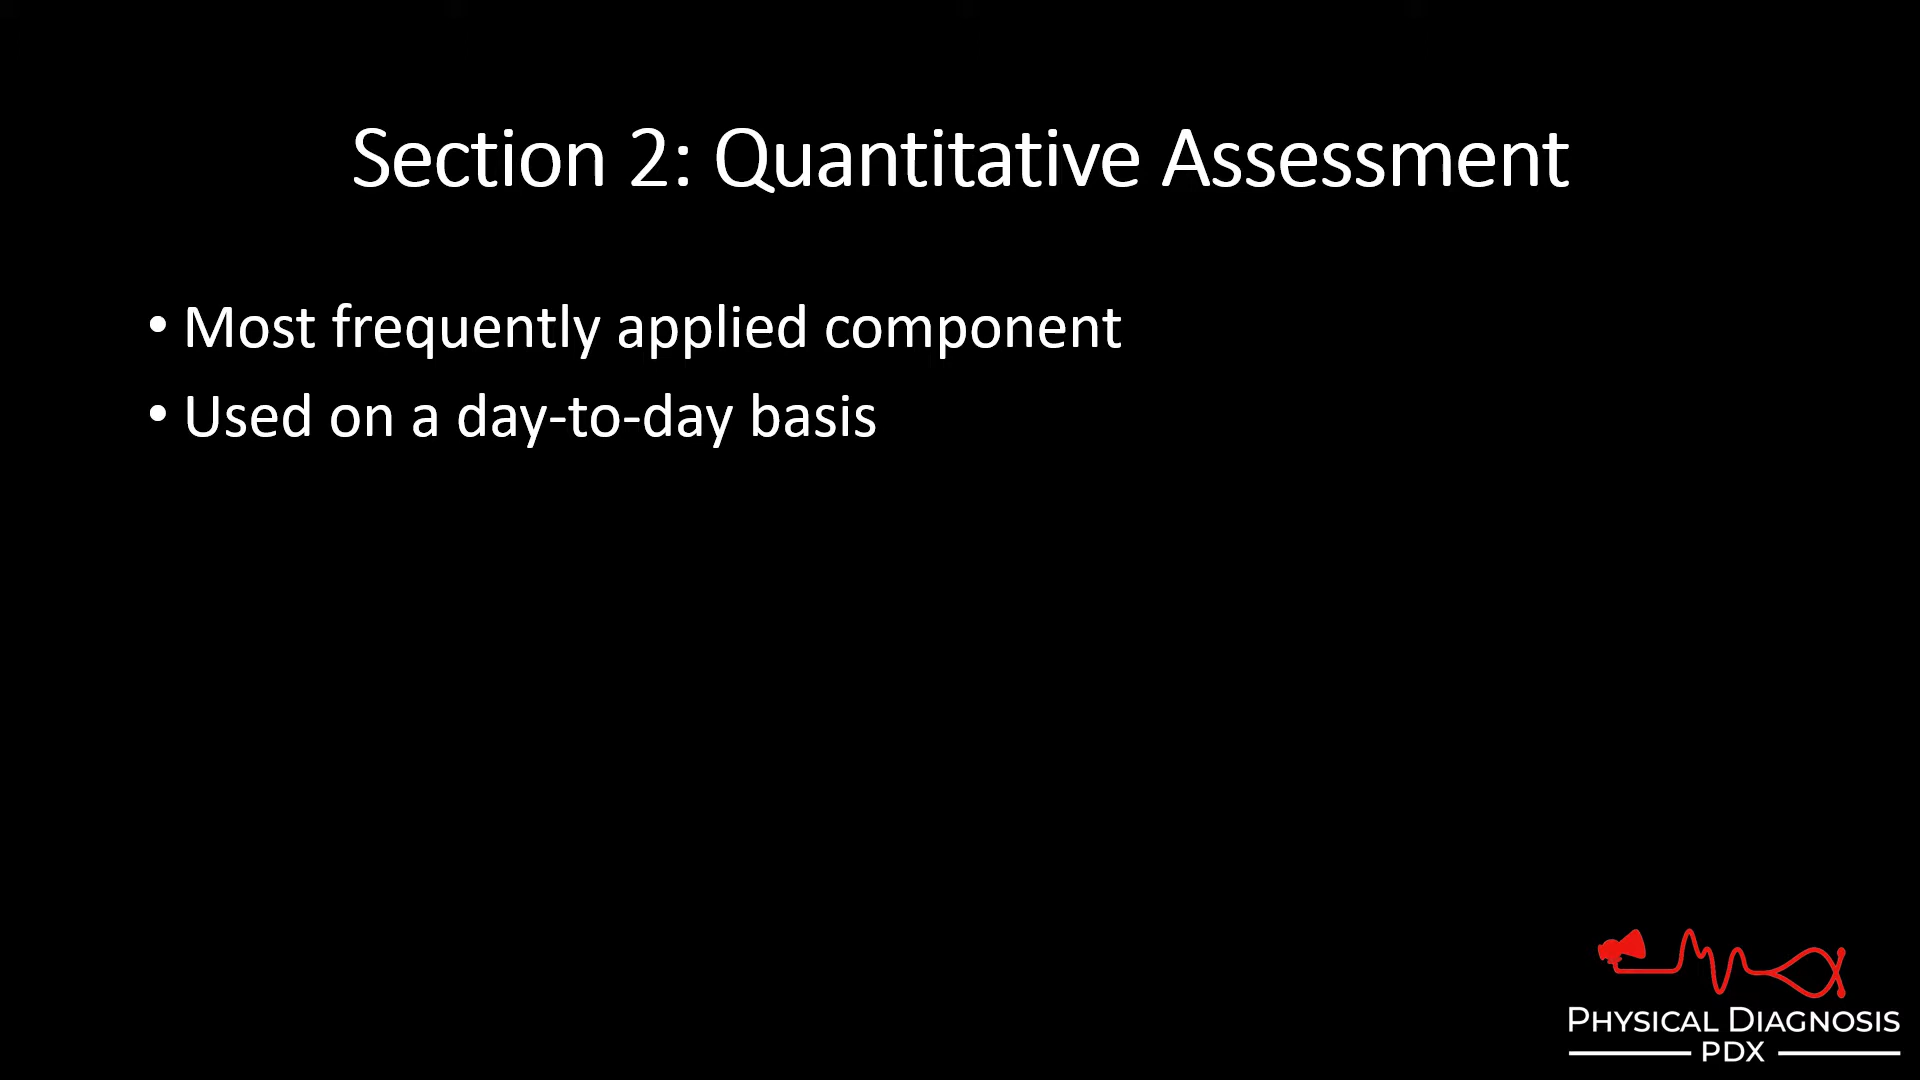 Section 2: Quantitative Assessment
• Most frequently applied component
• Used on a day-to-day basis
PHYSICAL DIAGNOSIS
PDX